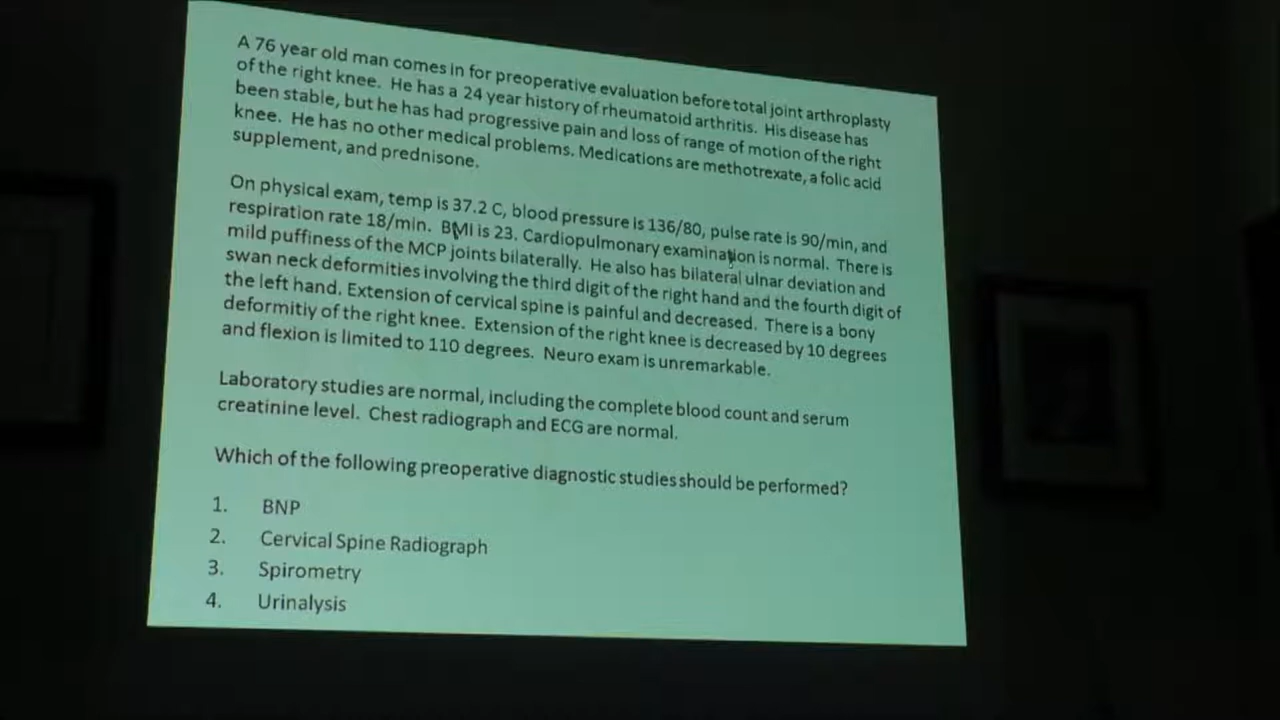 A 76 year old man comes in for preoperative evaluation before total joint arthroplasty
of the right knee. He has a 24 year history of rheumatoid arthritis. His disease has
been stable, but he has had progressive pain and loss of range of motion of the right
knee. He has no other medical problems. Medications are methotrexate, a folic acid
supplement, and prednisone.
On physical exam, temp is 37.2 C, blood pressure is 136/80, pulse rate is 90/min, and
respiration rate 18/min. BMI is 23. Cardiopulmonary examination is normal. There is
mild puffiness of the MCP joints bilaterally. He also has bilateral ulnar deviation and
swan neck deformities involving the third digit of the right hand and the fourth digit of
the left hand. Extension of cervical spine is painful and decreased. There is a bony
deformitiy of the right knee. Extension of the right knee is decreased by 10 degrees
and flexion is limited to 110 degrees. Neuro exam is unremarkable.
Laboratory studies are normal, including the complete blood count and serum
creatinine level. Chest radiograph and ECG are normal.
Which of the following preoperative diagnostic studies should be performed?
1. BNP
2. Cervical Spine Radiograph
3. Spirometry
4. Urinalysis